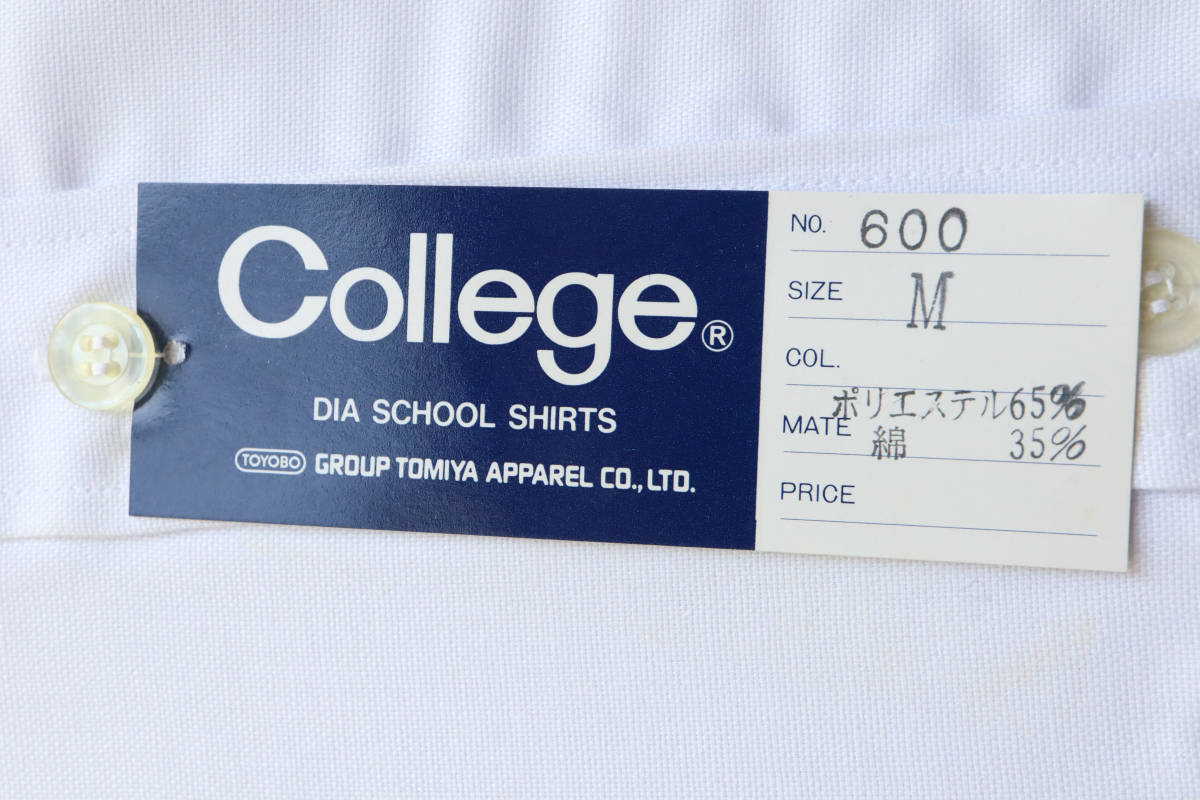 College®
DIA SCHOOL SHIRTS
TOYOBO GROUP TOMIYA APPAREL CO., LTD.
NO. 600
SIZE M
COL.
MATE ポリエステル65%
綿 35%
PRICE